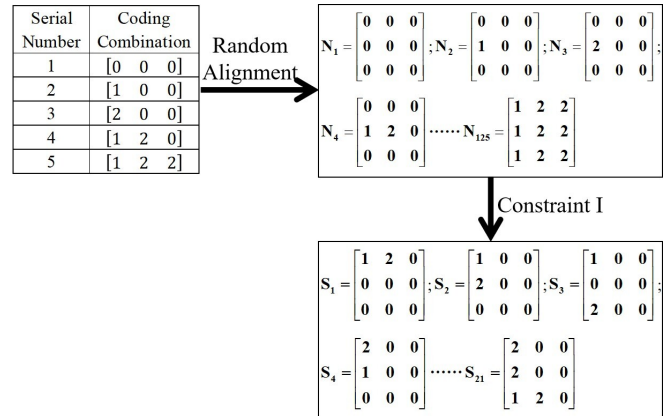 Serial Number Coding Combination
1 [0 0 0]
2 [1 0 0]
3 [2 0 0]
4 [1 2 0]
5 [1 2 2]
Random
Alignment
0 0 0 0 0 0 0 0 0
N₁ = 0 0 0 ; N₂ = 1 0 0 ; N₃ = 2 0 0 ;
0 0 0 0 0 0 0 0 0
0 0 0 1 2 2
N₄ = 1 2 0 ······ N₁₂₅ = 1 2 2
0 0 0 1 2 2
Constraint I
1 2 0 1 0 0 1 0 0
S₁ = 0 0 0 ; S₂ = 2 0 0 ; S₃ = 0 0 0 ;
0 0 0 0 0 0 2 0 0
2 0 0 2 0 0
S₄ = 1 0 0 ······ S₂₁ = 2 0 0
0 0 0 1 2 0